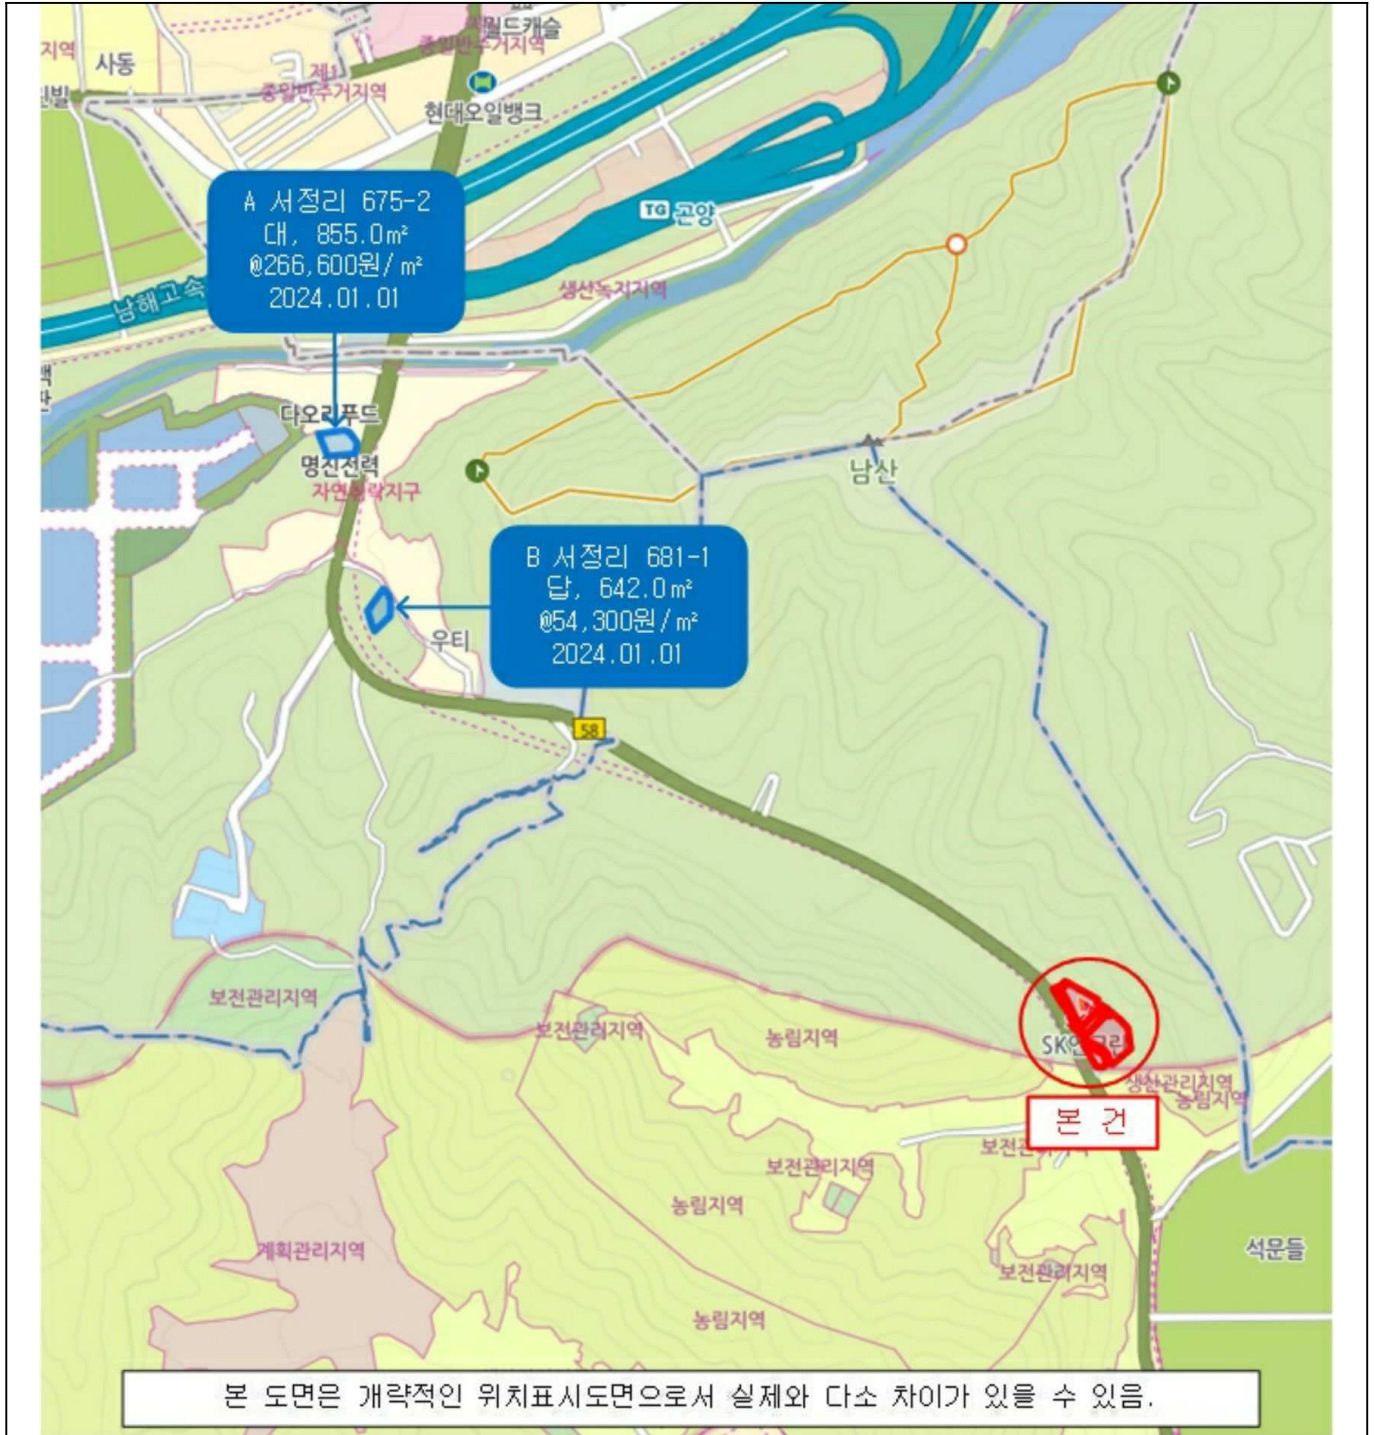 월드캐슬
종일반주거지역
지역
사동
제1
종일반주거지역
빌
현대오일뱅크
A 서정리 675-2
대, 855.0㎡
@266,600원/㎡
2024.01.01
TG 곤양
생산녹지지역
남해고속
다오리푸드
명진전력
자연취락지구
남산
B 서정리 681-1
답, 642.0㎡
@54,300원/㎡
2024.01.01
우티
58
보전관리지역
보전관리지역
농림지역
생산관리지역
농림지역
본 건
보전관리지역
농림지역
계획관리지역
석문들
보전관리지역
농림지역
본 도면은 개략적인 위치표시도면으로서 실제와 다소 차이가 있을 수 있음.